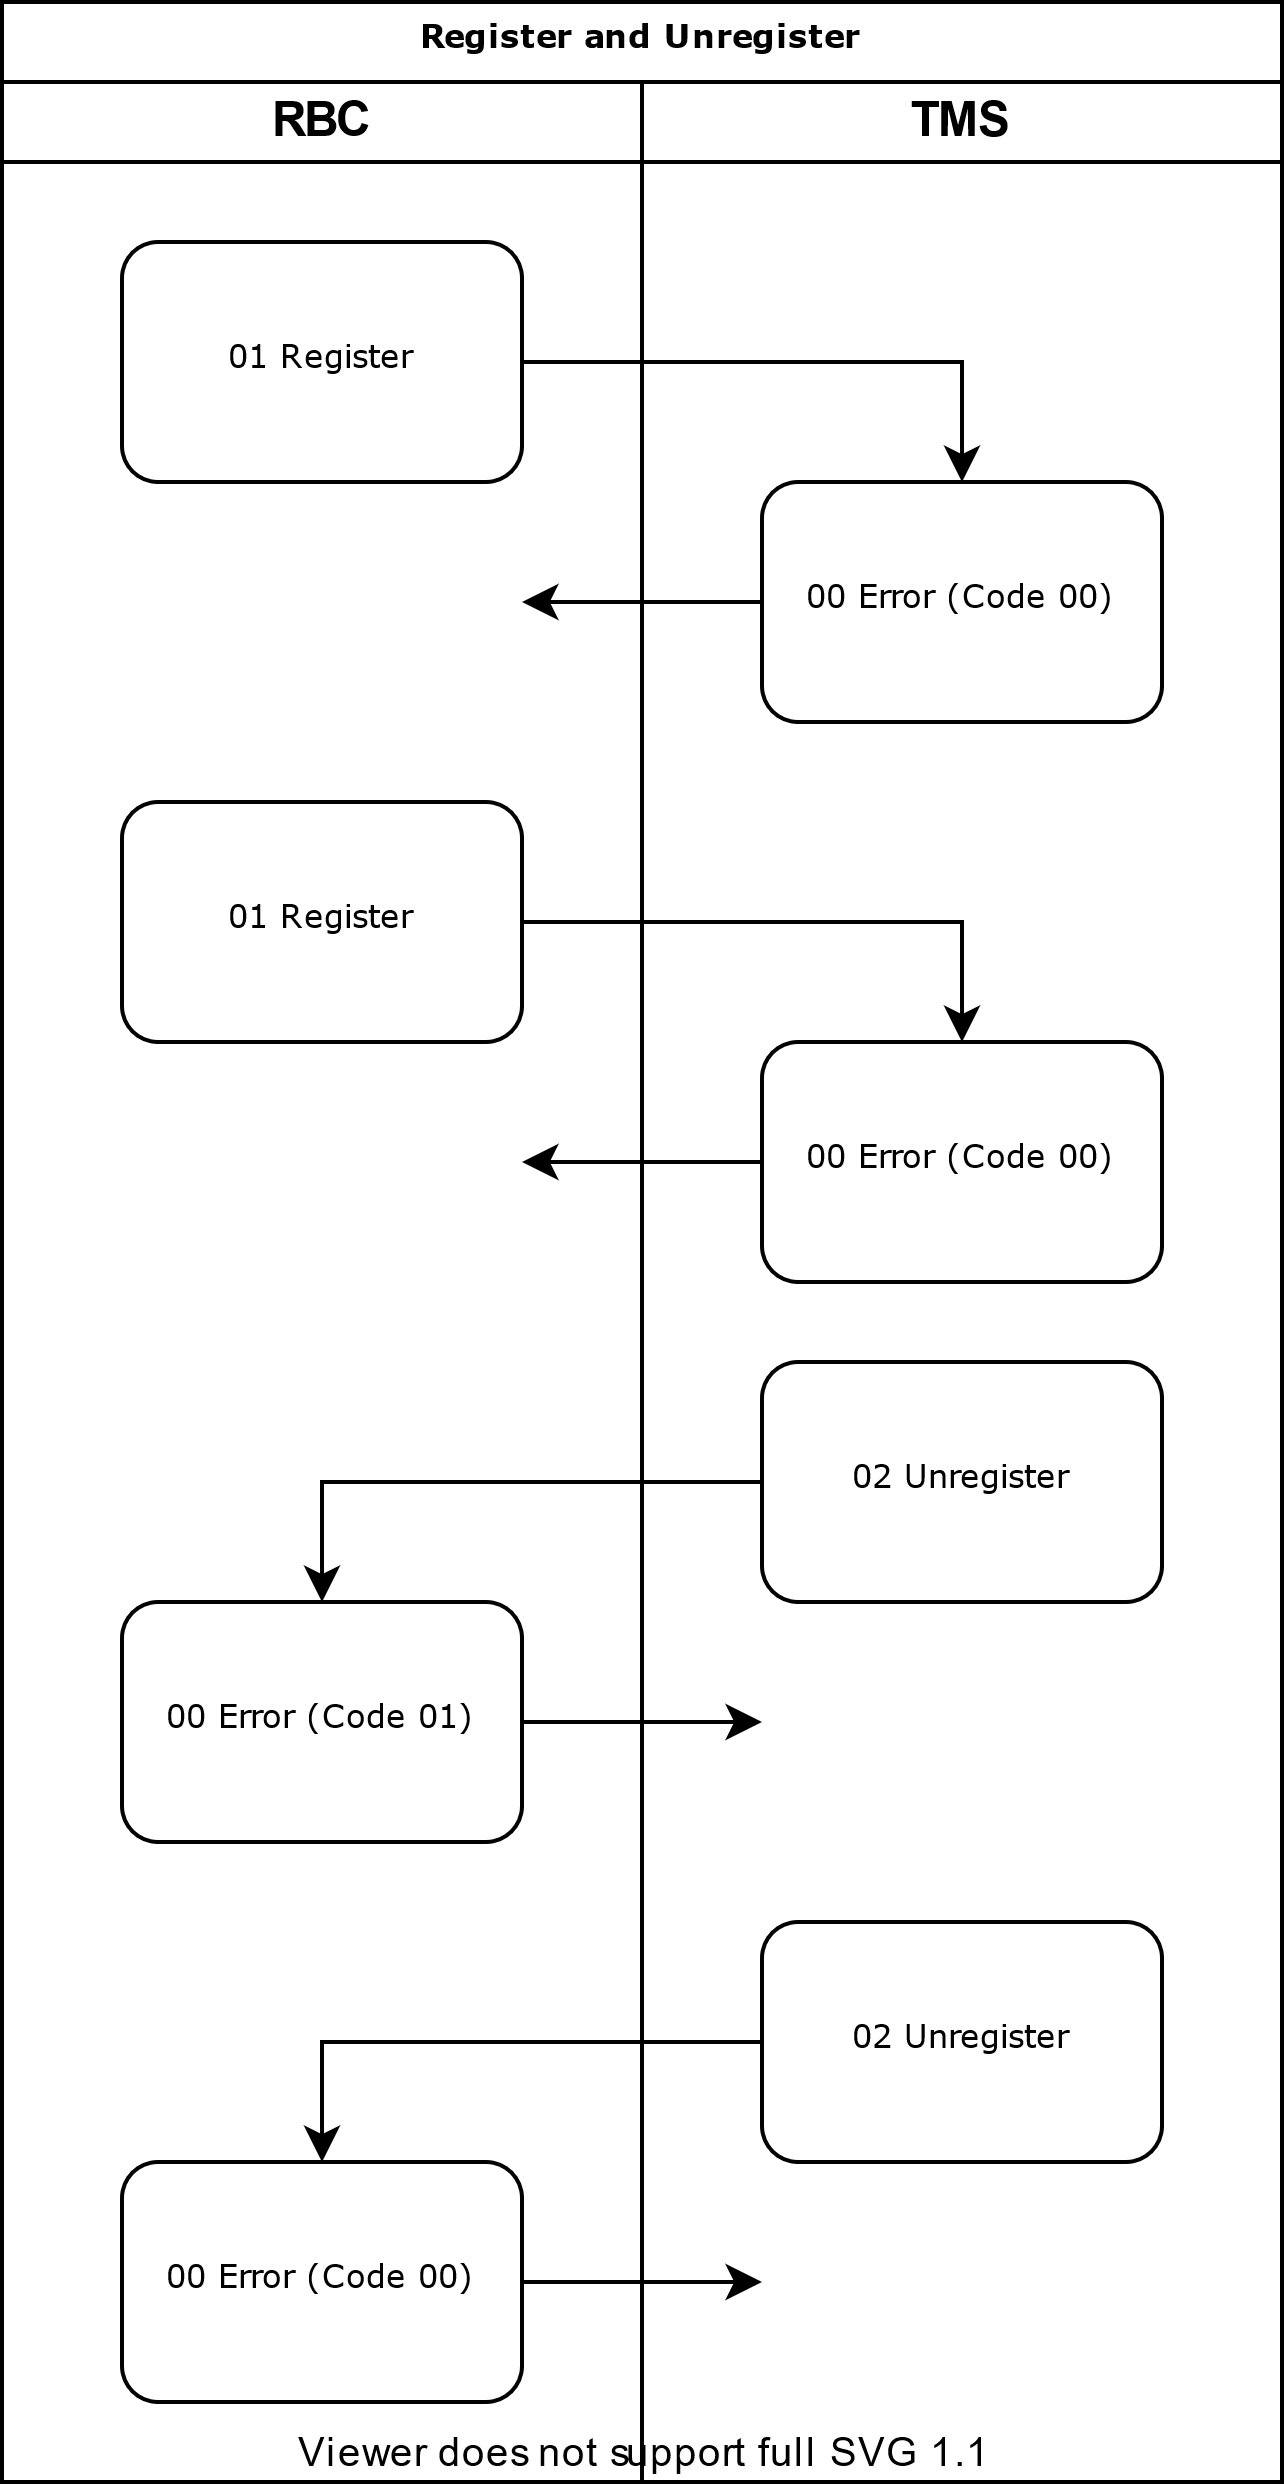 Register and Unregister
RBC
TMS
01 Register
00 Error (Code 00)
01 Register
00 Error (Code 00)
02 Unregister
00 Error (Code 01)
02 Unregister
00 Error (Code 00)
Viewer does not support full SVG 1.1